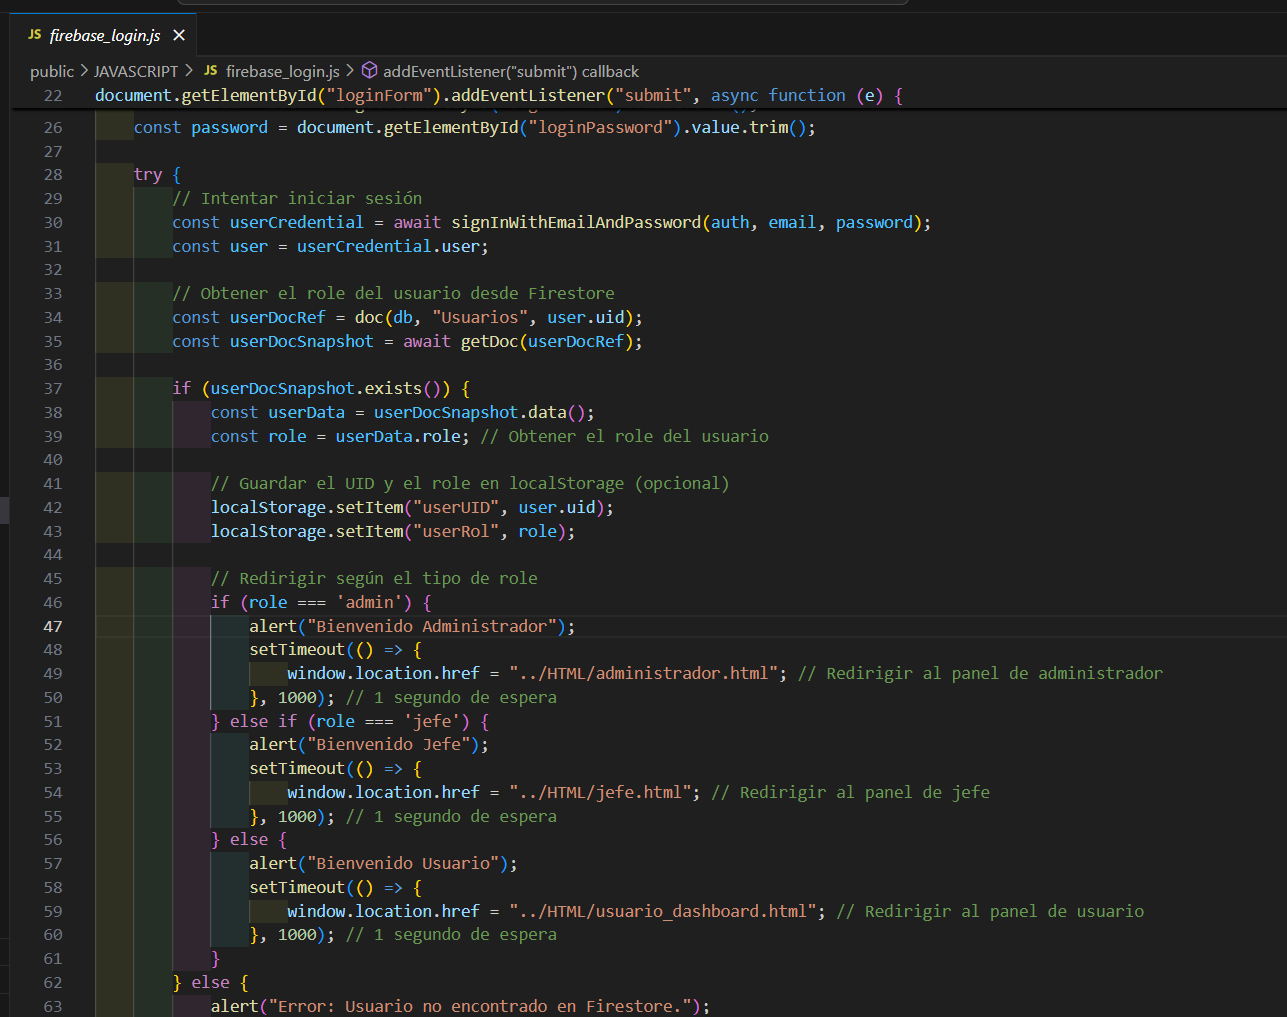 JS firebase_login.js ✕
public > JAVASCRIPT > JS firebase_login.js > addEventListener("submit") callback
22 document.getElementById("loginForm").addEventListener("submit", async function (e) {
26 const password = document.getElementById("loginPassword").value.trim();
27
28 try {
29 // Intentar iniciar sesión
30 const userCredential = await signInWithEmailAndPassword(auth, email, password);
31 const user = userCredential.user;
32
33 // Obtener el role del usuario desde Firestore
34 const userDocRef = doc(db, "Usuarios", user.uid);
35 const userDocSnapshot = await getDoc(userDocRef);
36
37 if (userDocSnapshot.exists()) {
38 const userData = userDocSnapshot.data();
39 const role = userData.role; // Obtener el role del usuario
40
41 // Guardar el UID y el role en localStorage (opcional)
42 localStorage.setItem("userUID", user.uid);
43 localStorage.setItem("userRol", role);
44
45 // Redirigir según el tipo de role
46 if (role === 'admin') {
47 alert("Bienvenido Administrador");
48 setTimeout(() => {
49 window.location.href = "../HTML/administrador.html"; // Redirigir al panel de administrador
50 }, 1000); // 1 segundo de espera
51 } else if (role === 'jefe') {
52 alert("Bienvenido Jefe");
53 setTimeout(() => {
54 window.location.href = "../HTML/jefe.html"; // Redirigir al panel de jefe
55 }, 1000); // 1 segundo de espera
56 } else {
57 alert("Bienvenido Usuario");
58 setTimeout(() => {
59 window.location.href = "../HTML/usuario_dashboard.html"; // Redirigir al panel de usuario
60 }, 1000); // 1 segundo de espera
61 }
62 } else {
63 alert("Error: Usuario no encontrado en Firestore.");